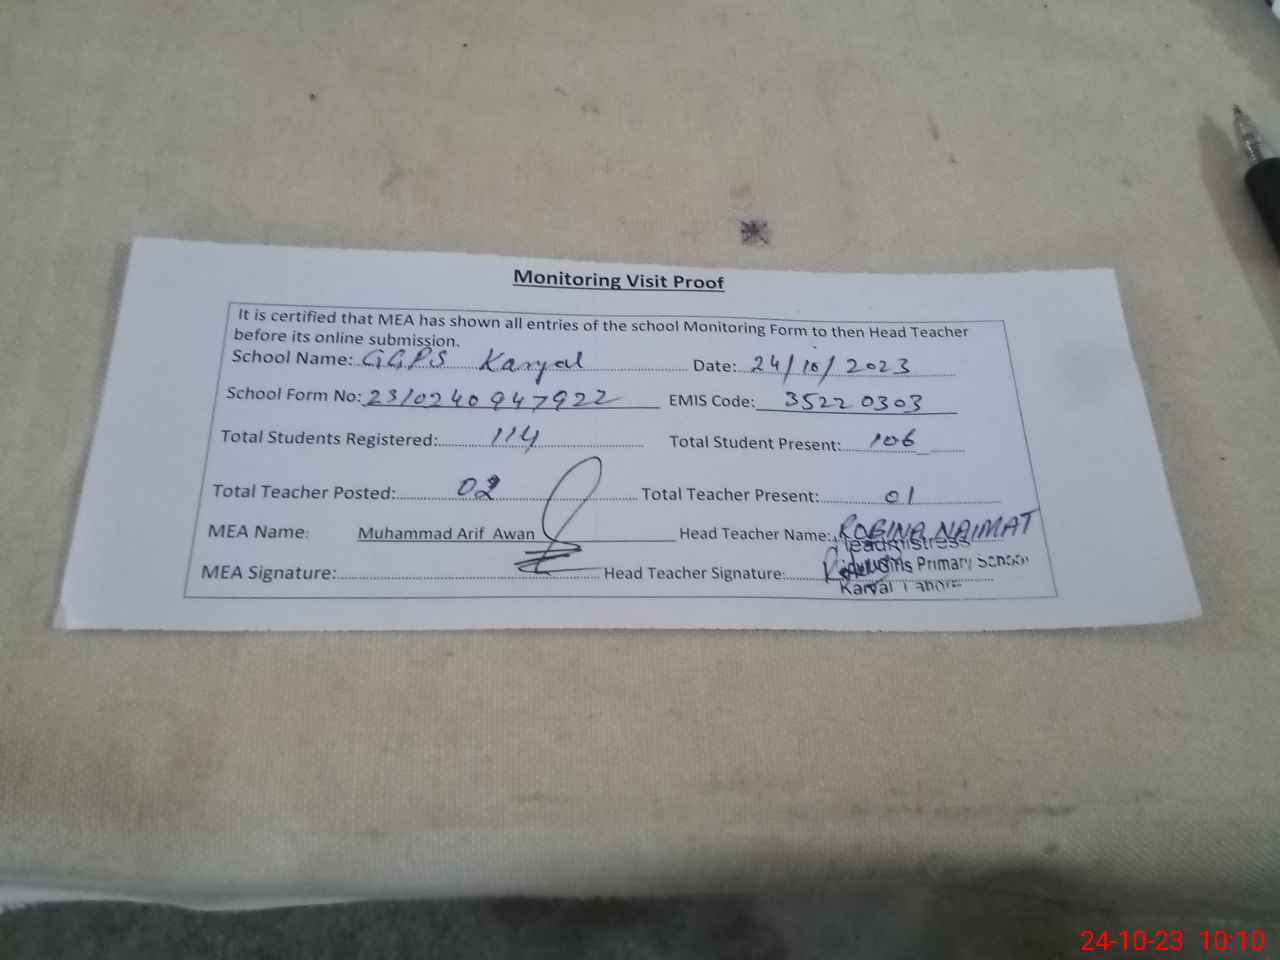 Monitoring Visit Proof
It is certified that MEA has shown all entries of the school Monitoring Form to then Head Teacher
before its online submission.
School Name: GGPS Karyal Date: 24/10/2023
School Form No: 23/0240947922 EMIS Code: 35220303
Total Students Registered: 114 Total Student Present: 106
Total Teacher Posted: 02 Total Teacher Present: 01
MEA Name: Muhammad Arif Awan Head Teacher Name: ROBINA NAIMAT
Headmistress
MEA Signature: Head Teacher Signature: Girls Primary School
Karyal Lahore
24-10-23 10:10